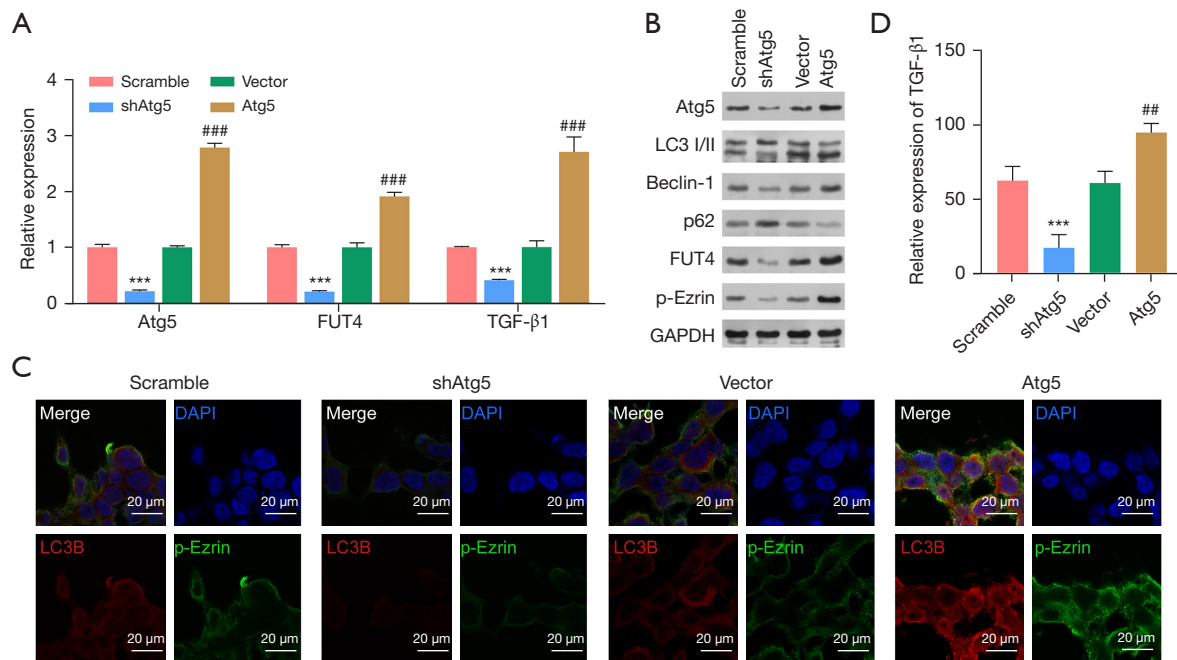 A
Relative expression
4
3
2
1
0
Scramble
shAtg5
Vector
Atg5
***
###
***
###
***
###
Atg5
FUT4
TGF-β1
B
Scramble
shAtg5
Vector
Atg5
Atg5
LC3 I/II
Beclin-1
p62
FUT4
p-Ezrin
GAPDH
D
Relative expression of TGF-β1
150
100
50
0
***
##
Scramble
shAtg5
Vector
Atg5
C
Scramble
shAtg5
Vector
Atg5
Merge
DAPI
Merge
DAPI
Merge
DAPI
Merge
DAPI
20 μm
20 μm
20 μm
20 μm
20 μm
20 μm
20 μm
20 μm
LC3B
p-Ezrin
LC3B
p-Ezrin
LC3B
p-Ezrin
LC3B
p-Ezrin
20 μm
20 μm
20 μm
20 μm
20 μm
20 μm
20 μm
20 μm